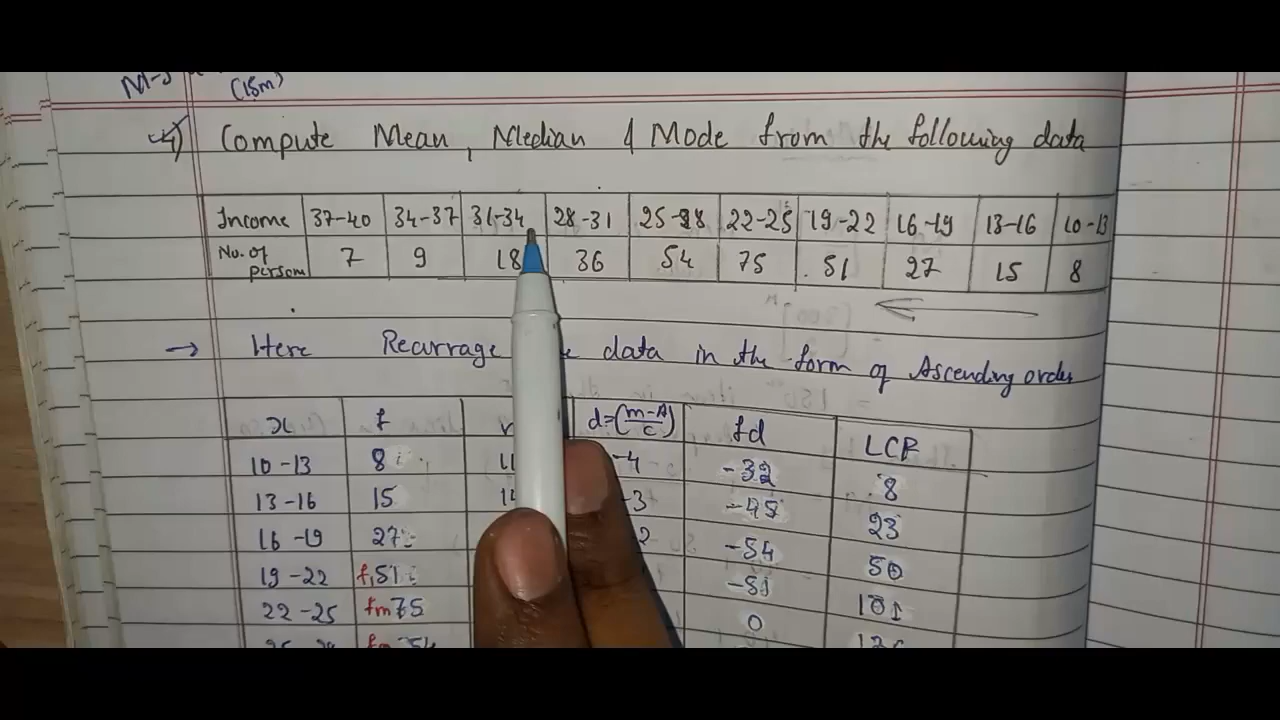 (15m)
4) Compute Mean, Median & Mode from the following data
Income 37-40 34-37 31-34 28-31 25-28 22-25 19-22 16-19 13-16 10-13
No. of person 7 9 18 36 54 75 51 27 15 8
→ Here Rearrage data in the form of Ascending order
x f d=(m-A/c) fd LCF
10-13 8 -4 -32 8
13-16 15 -3 -45 23
16-19 27 2 -54 50
19-22 f,51 -51 101
22-25 fm75 0